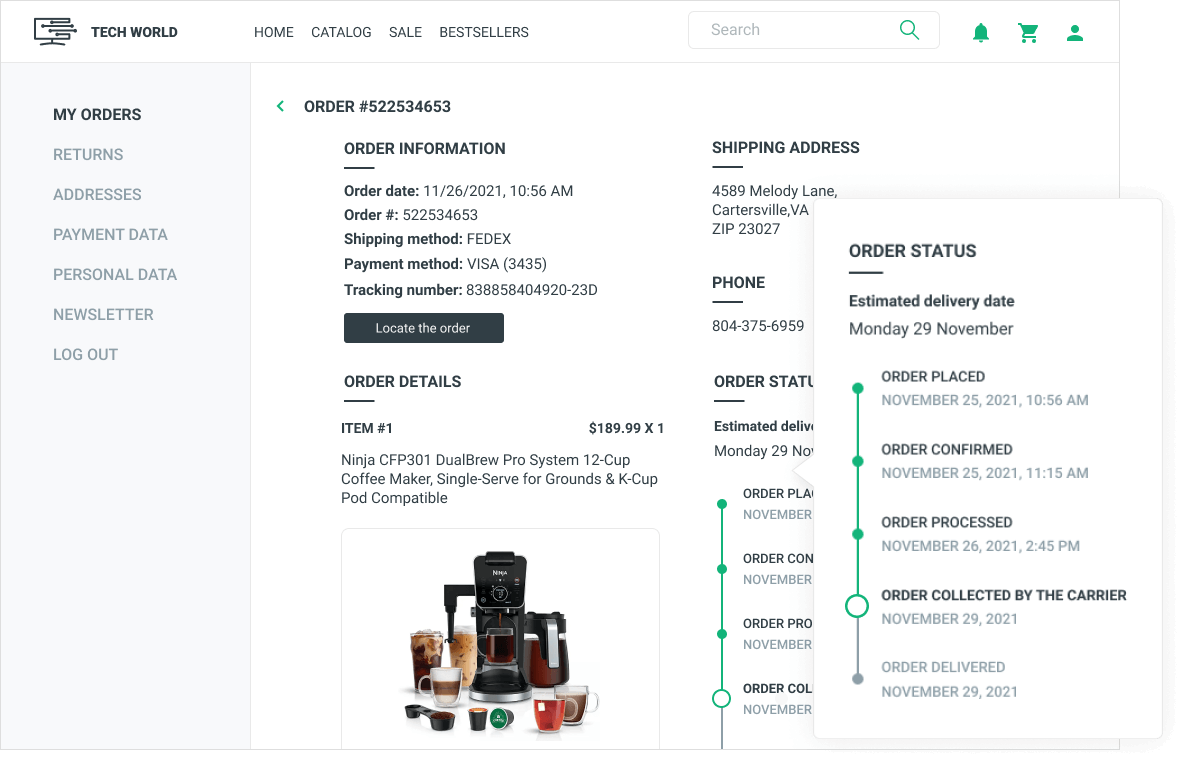 TECH WORLD
HOME CATALOG SALE BESTSELLERS
Search
MY ORDERS
RETURNS
ADDRESSES
PAYMENT DATA
PERSONAL DATA
NEWSLETTER
LOG OUT
ORDER #522534653
ORDER INFORMATION
Order date: 11/26/2021, 10:56 AM
Order #: 522534653
Shipping method: FEDEX
Payment method: VISA (3435)
Tracking number: 838858404920-23D
Locate the order
SHIPPING ADDRESS
4589 Melody Lane,
Cartersville,VA
ZIP 23027
PHONE
804-375-6959
ORDER DETAILS
ITEM #1 $189.99 X 1
Ninja CFP301 DualBrew Pro System 12-Cup
Coffee Maker, Single-Serve for Grounds & K-Cup
Pod Compatible
NINJA
ORDER STATU
Estimated delive
Monday 29 Nov
ORDER PLA
NOVEMBER
ORDER CON
NOVEMBER
ORDER PRO
NOVEMBER
ORDER COL
NOVEMBER
ORDER STATUS
Estimated delivery date
Monday 29 November
ORDER PLACED
NOVEMBER 25, 2021, 10:56 AM
ORDER CONFIRMED
NOVEMBER 25, 2021, 11:15 AM
ORDER PROCESSED
NOVEMBER 26, 2021, 2:45 PM
ORDER COLLECTED BY THE CARRIER
NOVEMBER 29, 2021
ORDER DELIVERED
NOVEMBER 29, 2021